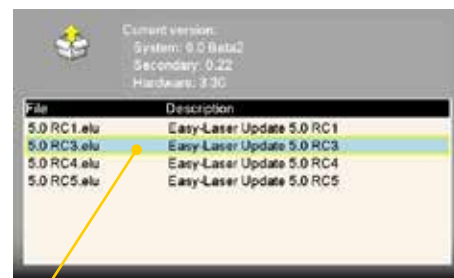 Current version:
System: 6.0 Beta2
Secondary: 0.22
Hardware: 3.30
File Description
5.0 RC1.elu Easy-Laser Update 5.0 RC1
5.0 RC3.elu Easy-Laser Update 5.0 RC3
5.0 RC4.elu Easy-Laser Update 5.0 RC4
5.0 RC5.elu Easy-Laser Update 5.0 RC5